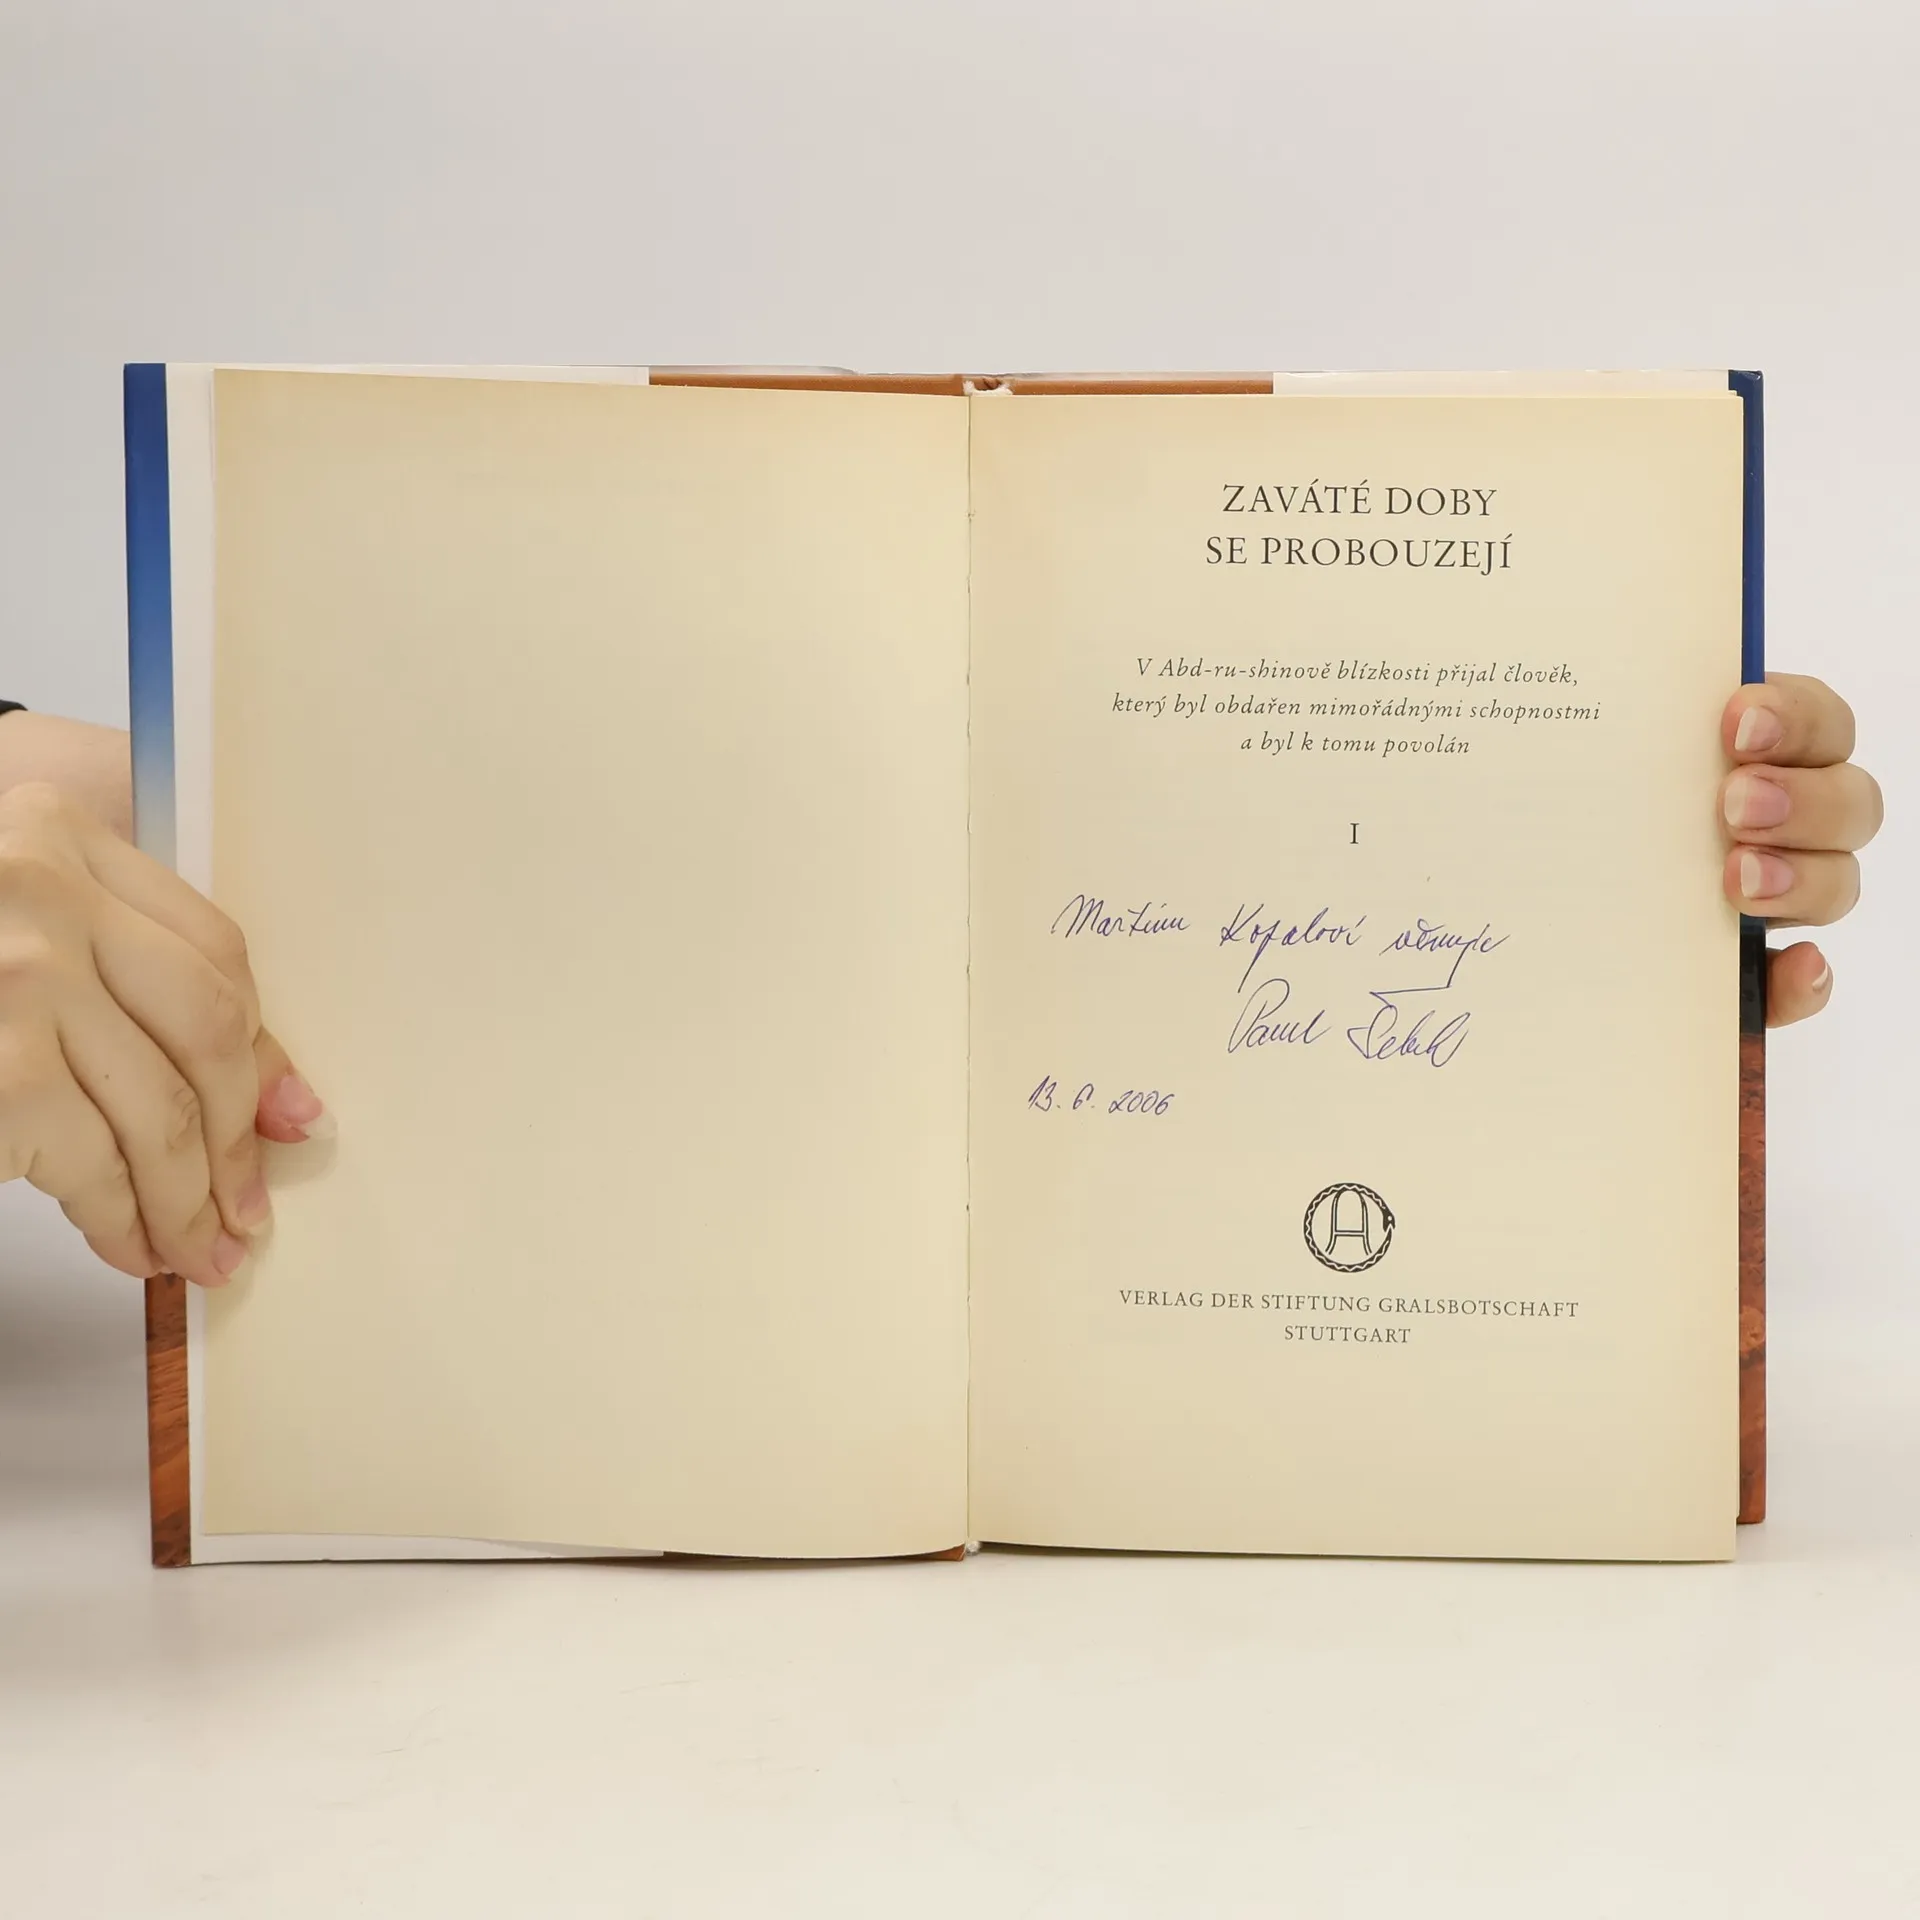 ZAVÁTÉ DOBY
SE PROBOUZEJÍ
V Abd-ru-shinově blízkosti přijal člověk,
který byl obdařen mimořádnými schopnostmi
a byl k tomu povolán
I
Martinu Kopalovi věnuje
Pavel
13. 6. 2006
A
VERLAG DER STIFTUNG GRALSBOTSCHAFT
STUTTGART